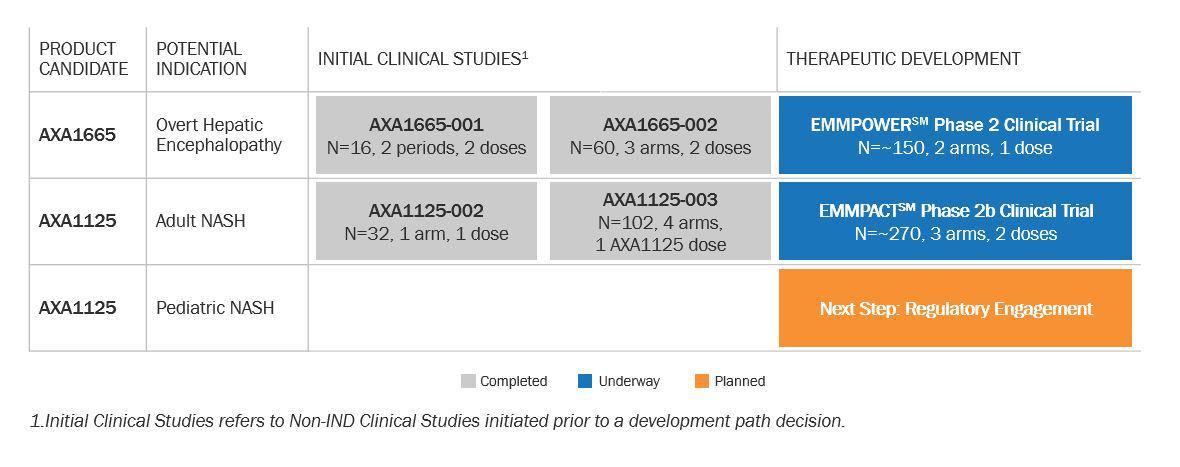 PRODUCT CANDIDATE
POTENTIAL INDICATION
INITIAL CLINICAL STUDIES¹
THERAPEUTIC DEVELOPMENT
AXA1665
Overt Hepatic
Encephalopathy
AXA1665-001
N=16, 2 periods, 2 doses
AXA1665-002
N=60, 3 arms, 2 doses
EMMPOWER℠ Phase 2 Clinical Trial
N=~150, 2 arms, 1 dose
AXA1125
Adult NASH
AXA1125-002
N=32, 1 arm, 1 dose
AXA1125-003
N=102, 4 arms,
1 AXA1125 dose
EMMPACT℠ Phase 2b Clinical Trial
N=~270, 3 arms, 2 doses
AXA1125
Pediatric NASH
Next Step: Regulatory Engagement
Completed
Underway
Planned
1.Initial Clinical Studies refers to Non-IND Clinical Studies initiated prior to a development path decision.